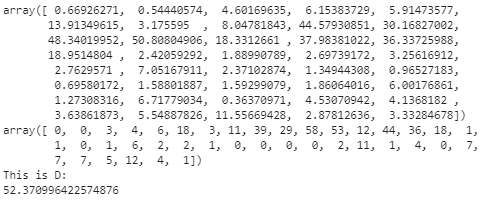 array([ 0.66926271, 0.54440574, 4.60169635, 6.15383729, 5.91473577,
13.91349615, 3.175595 , 8.04781843, 44.57930851, 30.16827002,
48.34019952, 50.80804906, 18.3312661 , 37.98381022, 36.33725988,
18.9514804 , 2.42059292, 1.88990789, 2.69739172, 3.25616912,
2.7629571 , 7.05167911, 2.37102874, 1.34944308, 0.96527183,
0.69580172, 1.58801887, 1.59299079, 1.86064016, 6.00176861,
1.27308316, 6.71779034, 0.36370971, 4.53070942, 4.1368182 ,
3.63861873, 5.54887826, 11.55669428, 2.87812636, 3.33284678])
array([ 0, 0, 3, 4, 6, 18, 3, 11, 39, 29, 58, 53, 12, 44, 36, 18, 1,
1, 0, 1, 6, 2, 2, 1, 0, 0, 0, 0, 2, 11, 1, 4, 0, 7,
7, 7, 5, 12, 4, 1])
This is D:
52.370996422574876